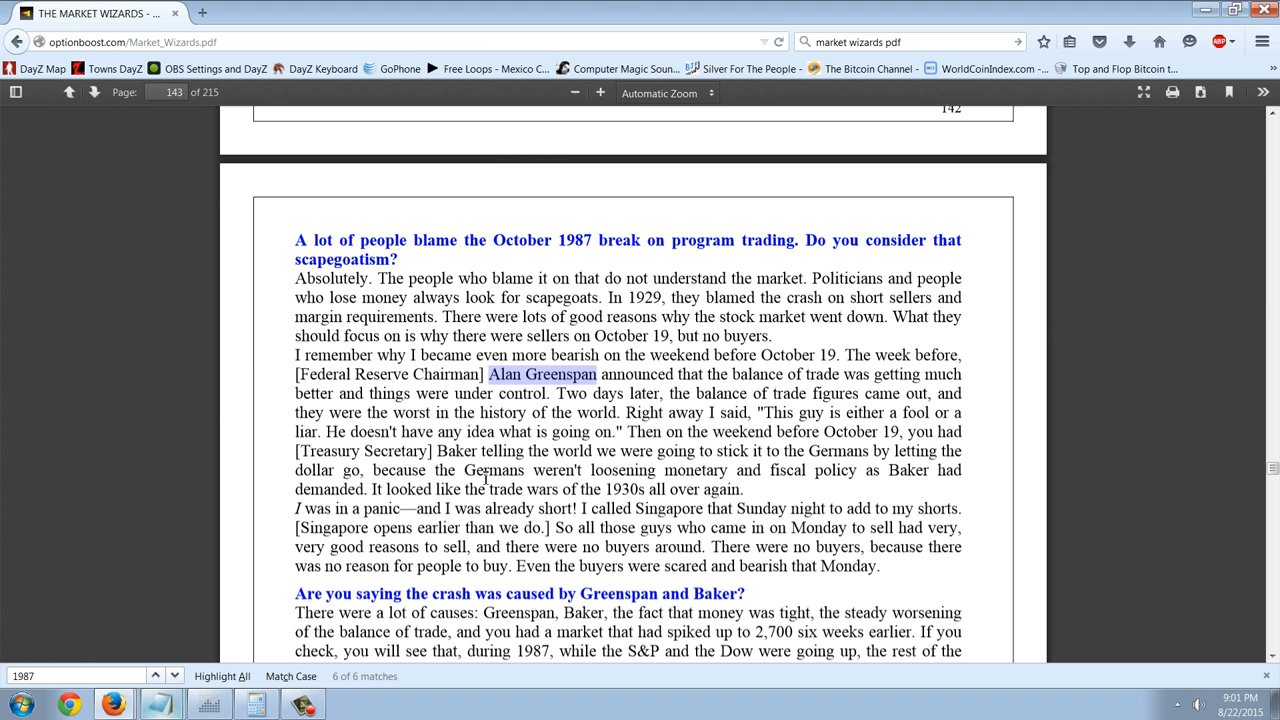 THE MARKET WIZARDS - ...
optionboost.com/Market_Wizards.pdf
market wizards pdf
ABP
DayZ Map
Towns DayZ
OBS Settings and DayZ
DayZ Keyboard
GoPhone
Free Loops - Mexico C...
Computer Magic Soun...
Silver For The People -
The Bitcoin Channel -
WorldCoinIndex.com -...
Top and Flop Bitcoin t...
Page: 143 of 215
Automatic Zoom
142
A lot of people blame the October 1987 break on program trading. Do you consider that
scapegoatism?
Absolutely. The people who blame it on that do not understand the market. Politicians and people
who lose money always look for scapegoats. In 1929, they blamed the crash on short sellers and
margin requirements. There were lots of good reasons why the stock market went down. What they
should focus on is why there were sellers on October 19, but no buyers.
I remember why I became even more bearish on the weekend before October 19. The week before,
[Federal Reserve Chairman] Alan Greenspan announced that the balance of trade was getting much
better and things were under control. Two days later, the balance of trade figures came out, and
they were the worst in the history of the world. Right away I said, "This guy is either a fool or a
liar. He doesn't have any idea what is going on." Then on the weekend before October 19, you had
[Treasury Secretary] Baker telling the world we were going to stick it to the Germans by letting the
dollar go, because the Germans weren't loosening monetary and fiscal policy as Baker had
demanded. It looked like the trade wars of the 1930s all over again.
I was in a panic—and I was already short! I called Singapore that Sunday night to add to my shorts.
[Singapore opens earlier than we do.] So all those guys who came in on Monday to sell had very,
very good reasons to sell, and there were no buyers around. There were no buyers, because there
was no reason for people to buy. Even the buyers were scared and bearish that Monday.
Are you saying the crash was caused by Greenspan and Baker?
There were a lot of causes: Greenspan, Baker, the fact that money was tight, the steady worsening
of the balance of trade, and you had a market that had spiked up to 2,700 six weeks earlier. If you
check, you will see that, during 1987, while the S&P and the Dow were going up, the rest of the
1987
Highlight All
Match Case
6 of 6 matches
9:01 PM
8/22/2015